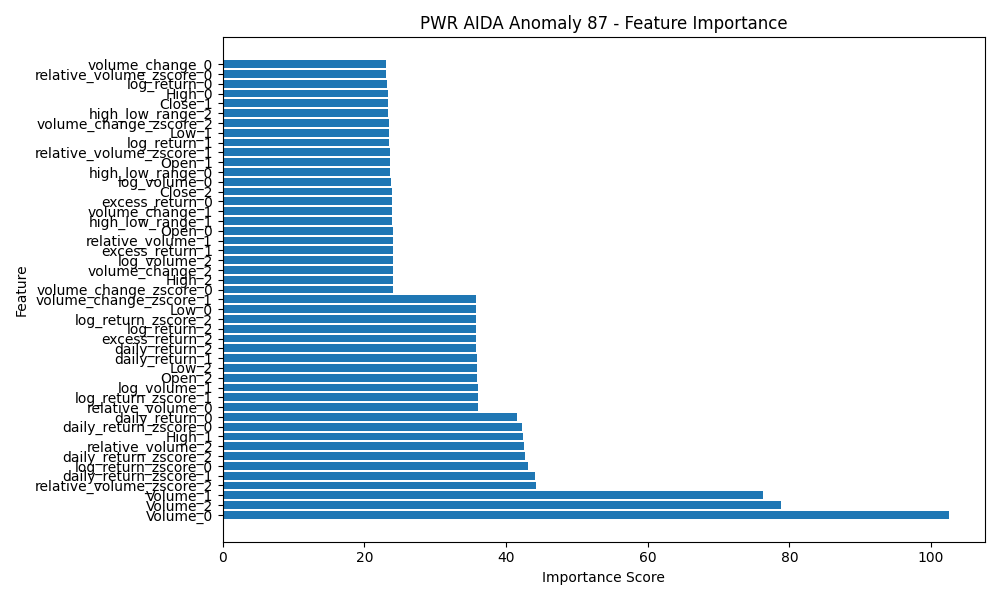 PWR AIDA Anomaly 87 - Feature Importance
volume_change_0
relative_volume_zscore_0
log_return_0
High_0
Close_1
high_low_range_2
volume_change_zscore_2
Low_1
log_return_1
relative_volume_zscore_1
Open_1
high_low_range_0
log_volume_0
Close_2
excess_return_0
volume_change_1
high_low_range_1
Open_0
relative_volume_1
excess_return_1
log_volume_2
volume_change_2
High_2
volume_change_zscore_0
volume_change_zscore_1
Low_0
log_return_zscore_2
log_return_2
excess_return_2
daily_return_2
daily_return_1
Low_2
Open_2
log_volume_1
log_return_zscore_1
relative_volume_0
daily_return_0
daily_return_zscore_0
High_1
relative_volume_2
daily_return_zscore_2
log_return_zscore_0
daily_return_zscore_1
relative_volume_zscore_2
Volume_1
Volume_2
Volume_0
Feature
0 20 40 60 80 100
Importance Score